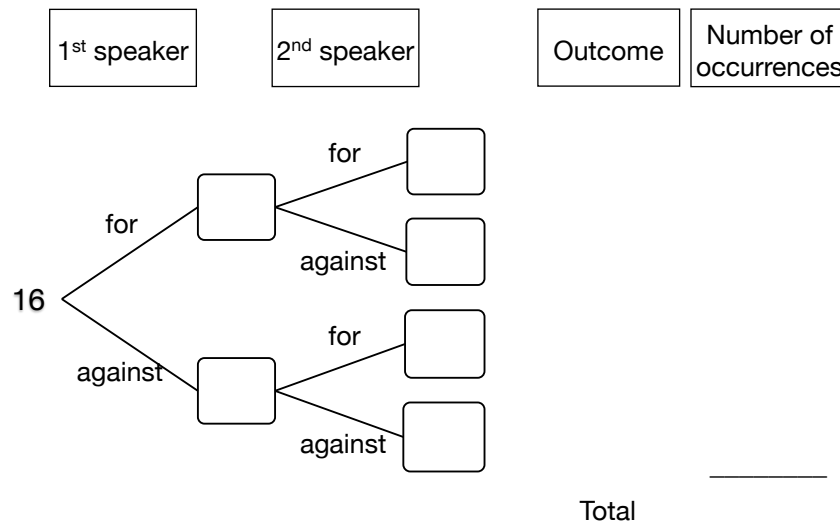 1st speaker
2nd speaker
Outcome
Number of
occurrences
for
for
against
16
for
against
against
Total